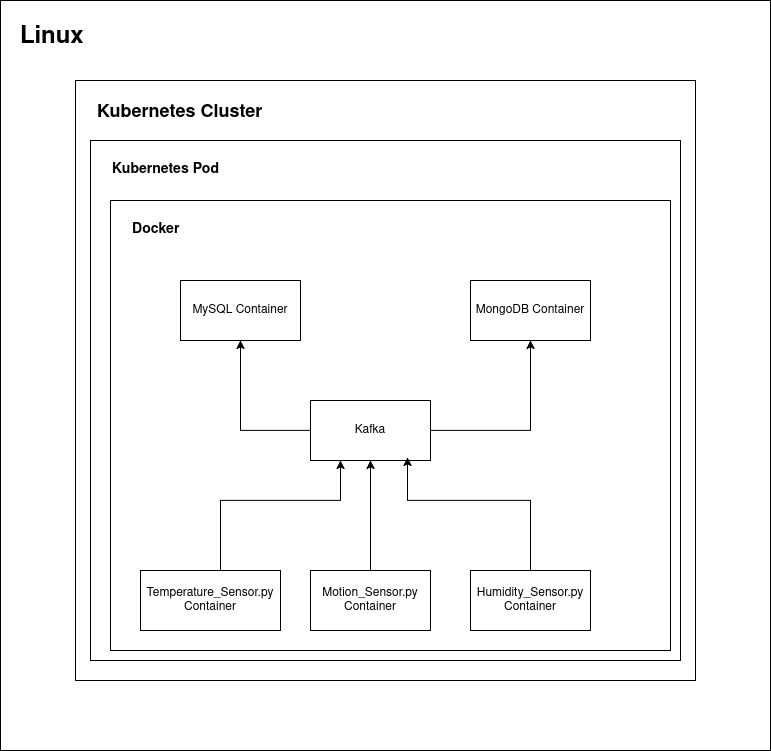 Linux
Kubernetes Cluster
Kubernetes Pod
Docker
MySQL Container
MongoDB Container
Kafka
Temperature_Sensor.py
Container
Motion_Sensor.py
Container
Humidity_Sensor.py
Container